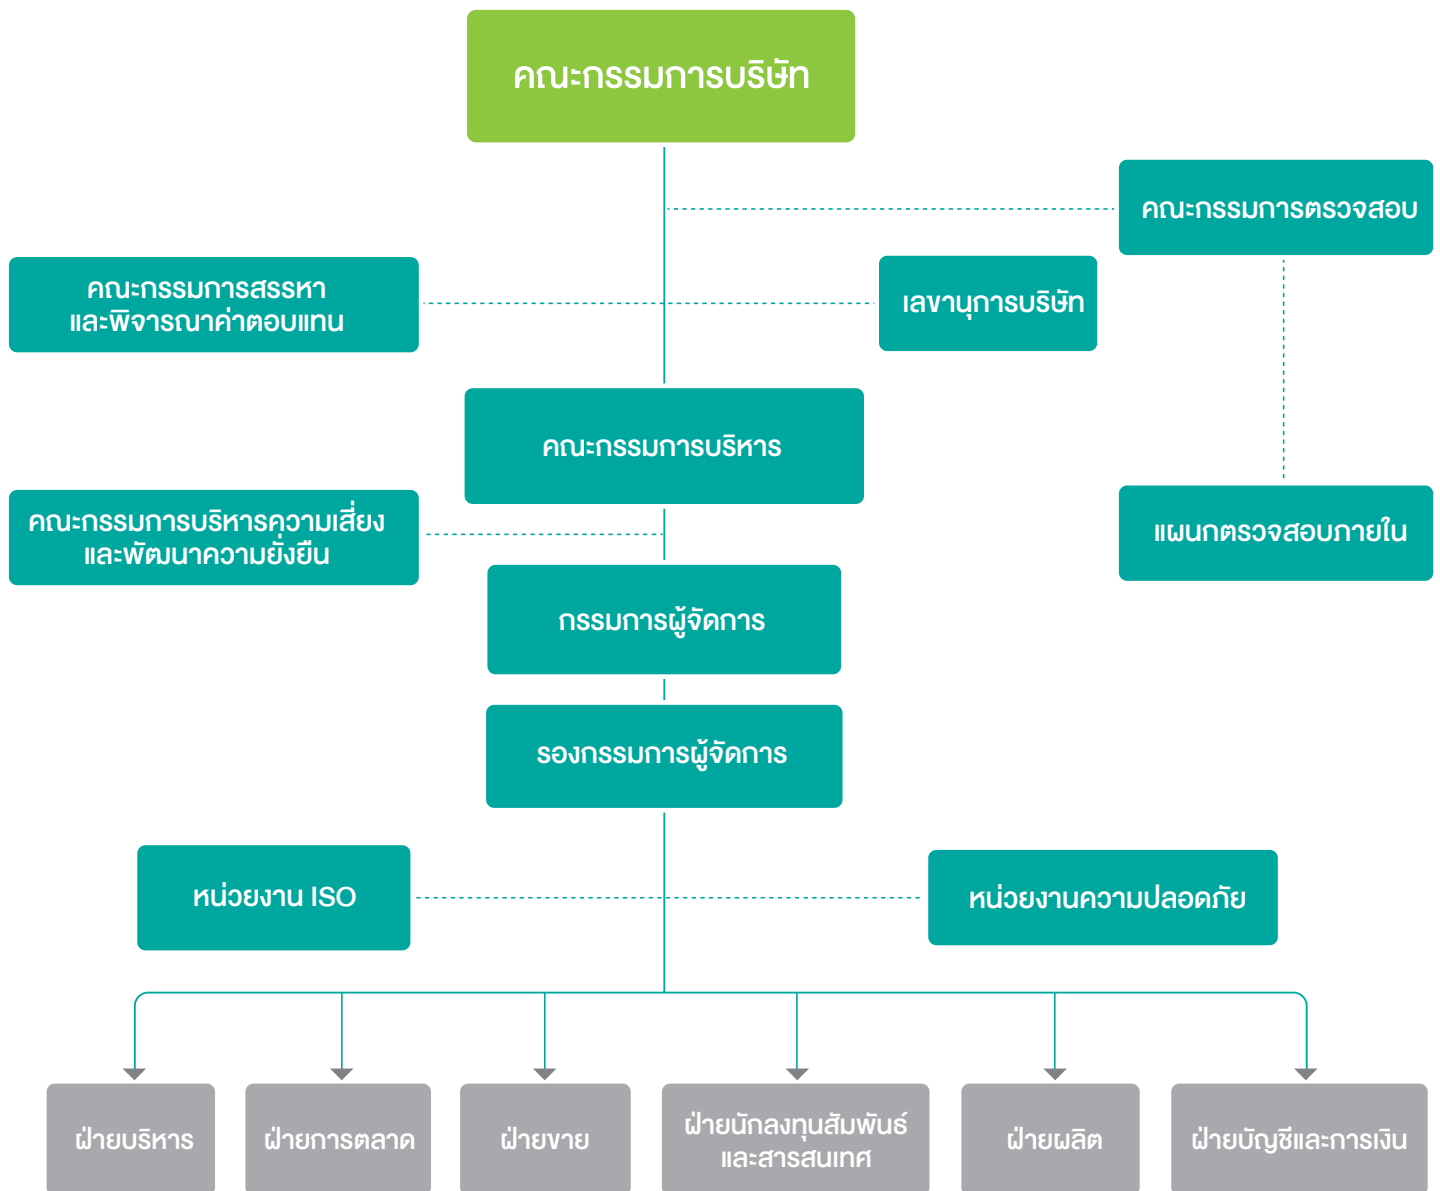 คณะกรรมการบริษัท
คณะกรรมการตรวจสอบ
คณะกรรมการสรรหา
และพิจารณาค่าตอบแทน
เลขานุการบริษัท
คณะกรรมการบริหาร
คณะกรรมการบริหารความเสี่ยง
และพัฒนาความยั่งยืน
แผนกตรวจสอบภายใน
กรรมการผู้จัดการ
รองกรรมการผู้จัดการ
หน่วยงาน ISO
หน่วยงานความปลอดภัย
ฝ่ายบริหาร
ฝ่ายการตลาด
ฝ่ายขาย
ฝ่ายนักลงทุนสัมพันธ์
และสารสนเทศ
ฝ่ายผลิต
ฝ่ายบัญชีและการเงิน